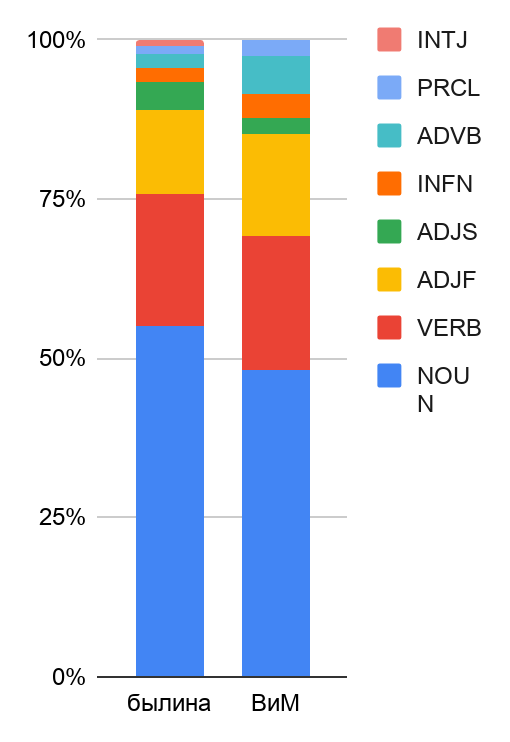 100%
75%
50%
25%
0%
былина
ВиМ
INTJ
PRCL
ADVB
INFN
ADJS
ADJF
VERB
NOU
N